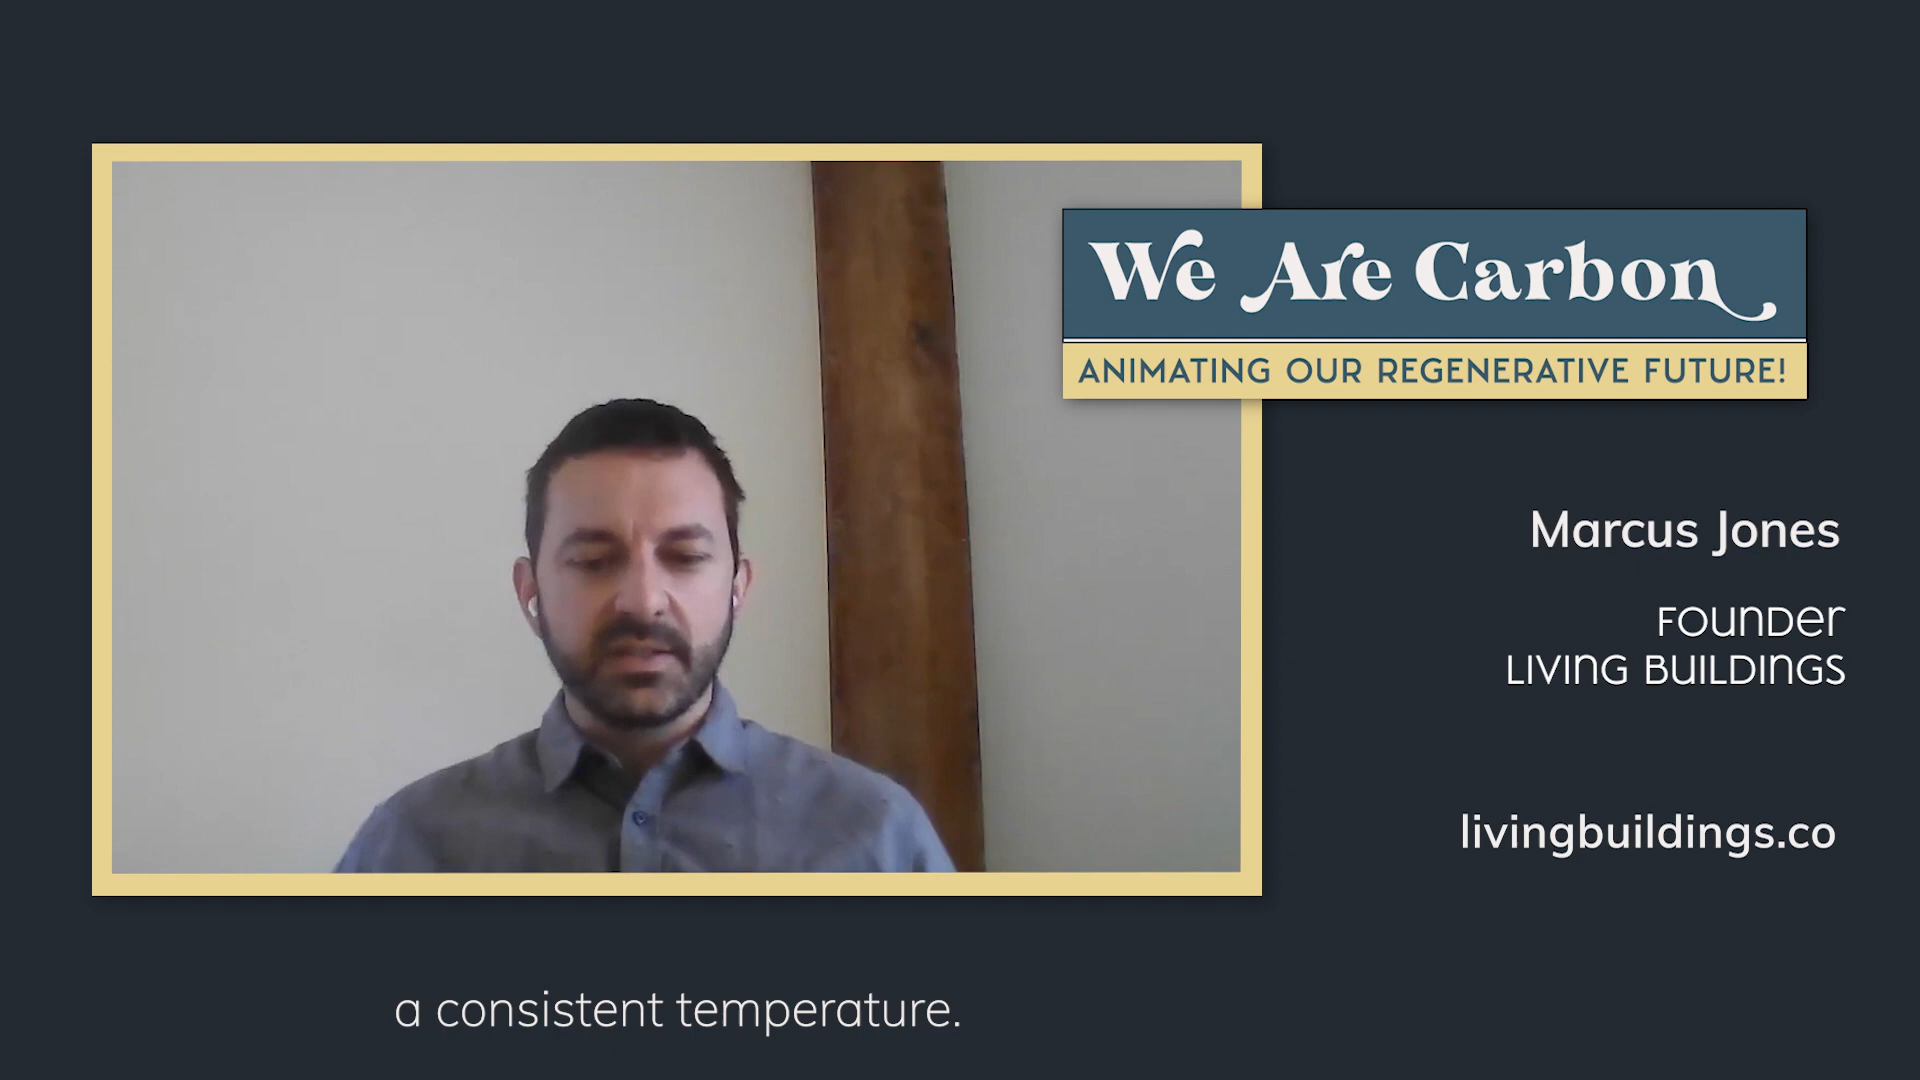 We Are Carbon
ANIMATING OUR REGENERATIVE FUTURE!
Marcus Jones
FOUNDER
LIVING BUILDINGS
livingbuildings.co
a consistent temperature.